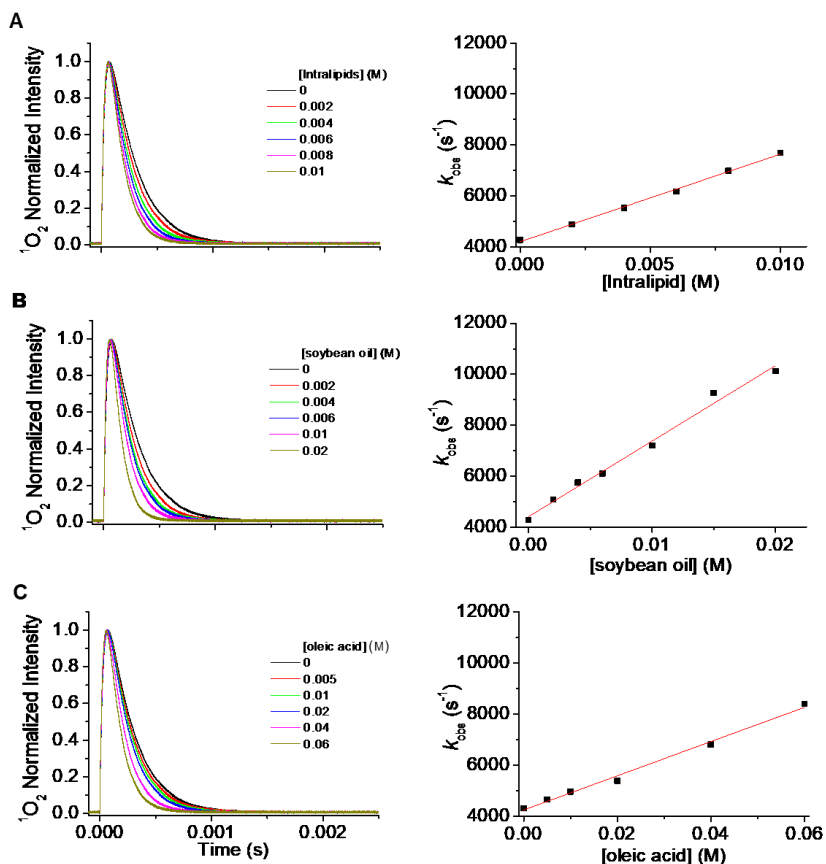 A
¹O₂ Normalized Intensity
1.0
0.8
0.6
0.4
0.2
0.0
[Intralipids] (M)
0
0.002
0.004
0.006
0.008
0.01
k_obs (s⁻¹)
12000
10000
8000
6000
4000
0.000 0.005 0.010
[Intralipid] (M)
B
¹O₂ Normalized Intensity
1.0
0.8
0.6
0.4
0.2
0.0
[soybean oil] (M)
0
0.002
0.004
0.006
0.01
0.02
k_obs (s⁻¹)
12000
10000
8000
6000
4000
0.00 0.01 0.02
[soybean oil] (M)
C
¹O₂ Normalized Intensity
1.0
0.8
0.6
0.4
0.2
0.0
[oleic acid] (M)
0
0.005
0.01
0.02
0.04
0.06
0.000 0.001 0.002
Time (s)
k_obs (s⁻¹)
12000
10000
8000
6000
4000
0.00 0.02 0.04 0.06
[oleic acid] (M)